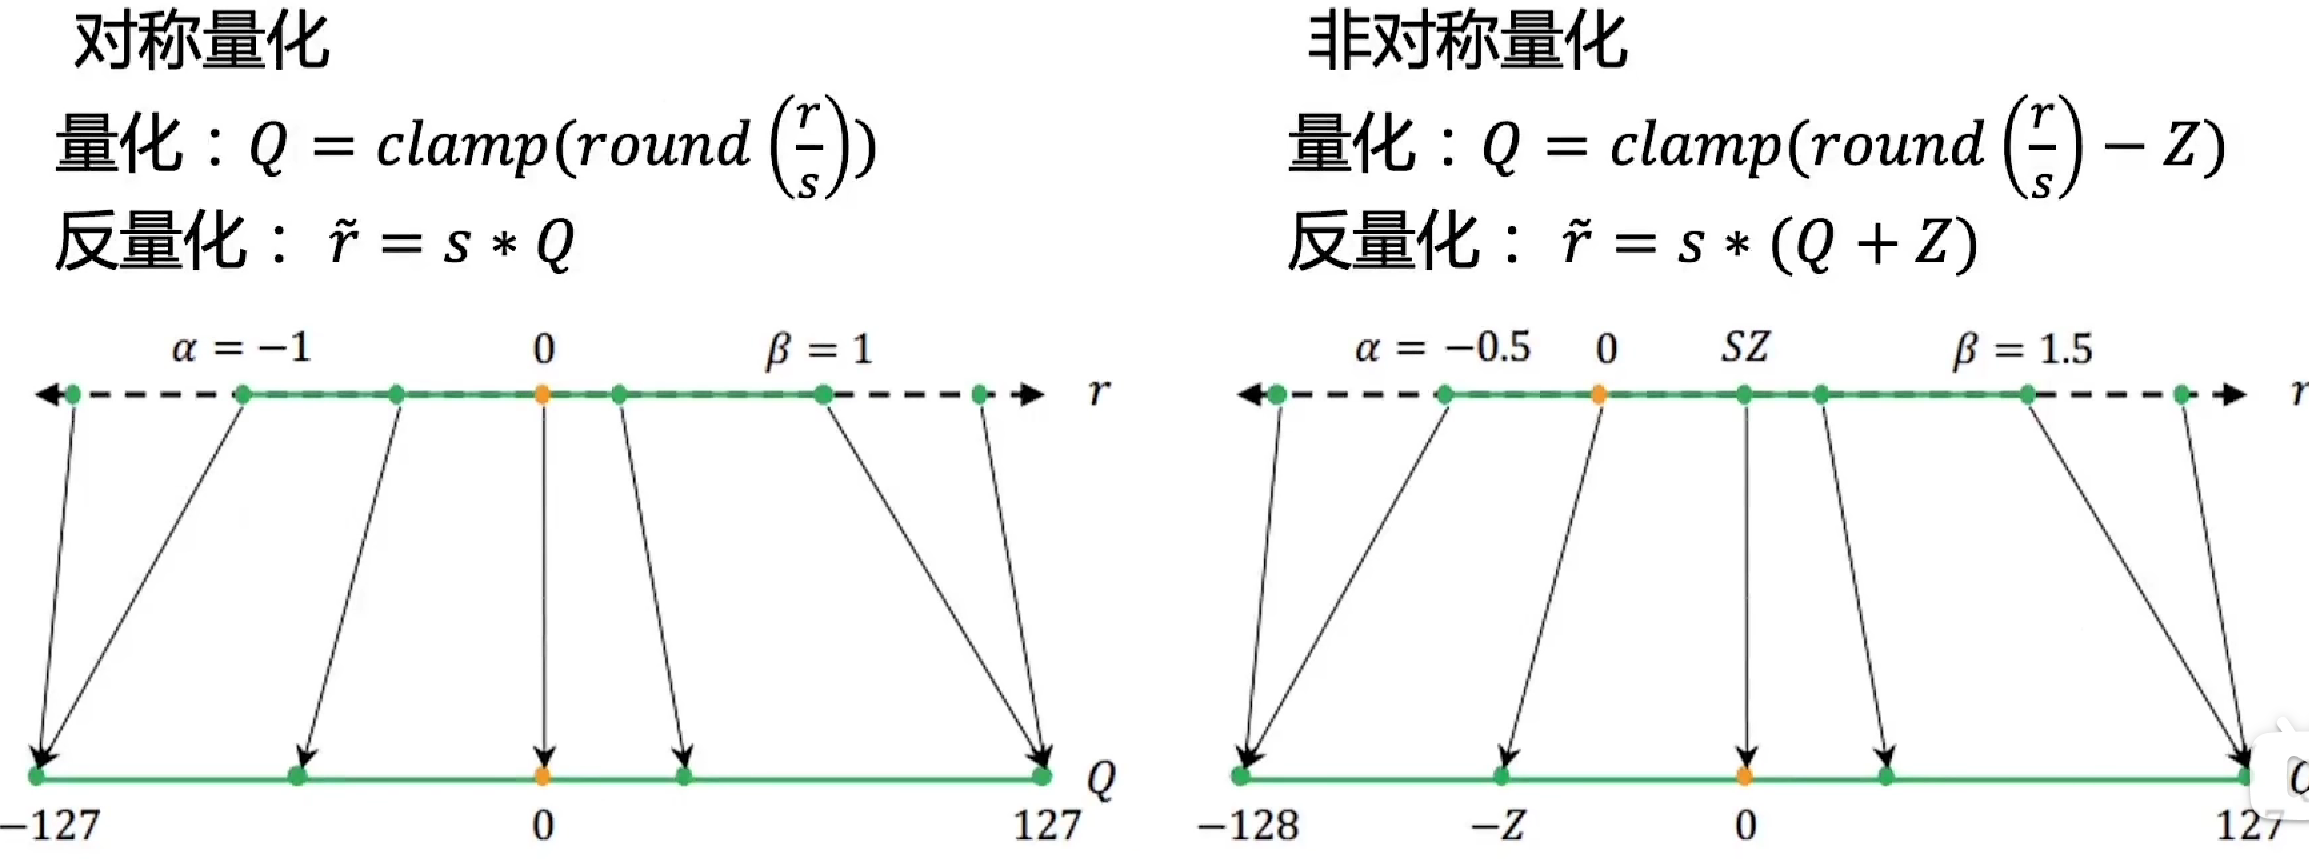 对称量化
量化：Q = clamp(round(r/s))
反量化： r̃ = s ∗ Q
α = −1 0 β = 1
r
Q
−127 0 127
非对称量化
量化：Q = clamp(round(r/s) − Z)
反量化： r̃ = s ∗ (Q + Z)
α = −0.5 0 SZ β = 1.5
r
−128 −Z 0 127